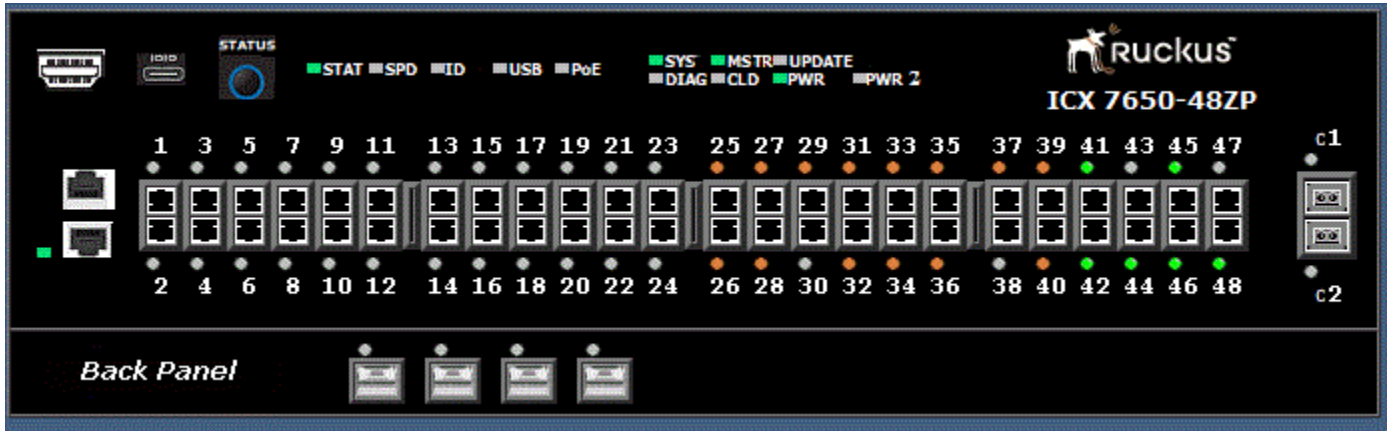 IOIO
STATUS
STAT SPD ID USB PoE
SYS MSTR UPDATE
DIAG CLD PWR PWR 2
Ruckus
ICX 7650-48ZP
1 3 5 7 9 11 13 15 17 19 21 23 25 27 29 31 33 35 37 39 41 43 45 47 C1
2 4 6 8 10 12 14 16 18 20 22 24 26 28 30 32 34 36 38 40 42 44 46 48 C2
Back Panel